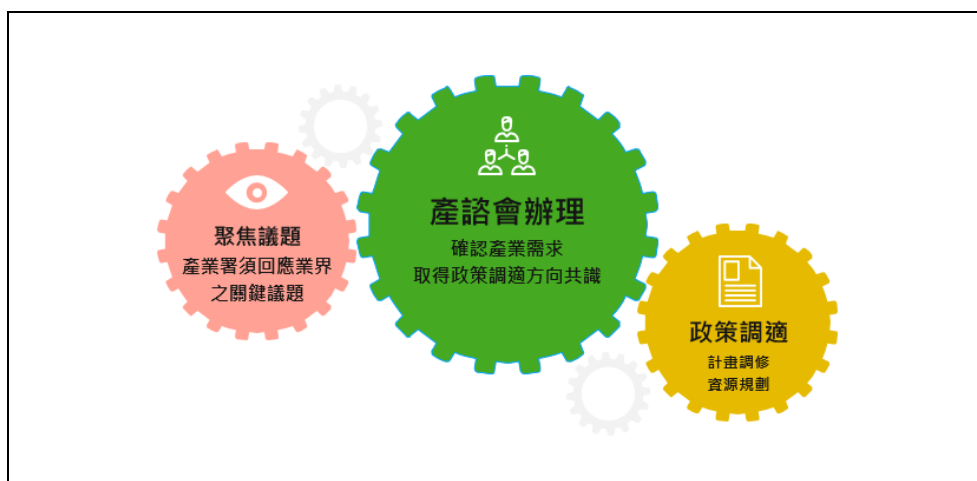 聚焦議題
產業署須回應業界
之關鍵議題
產諮會辦理
確認產業需求
取得政策調適方向共識
政策調適
計畫調修
資源規劃